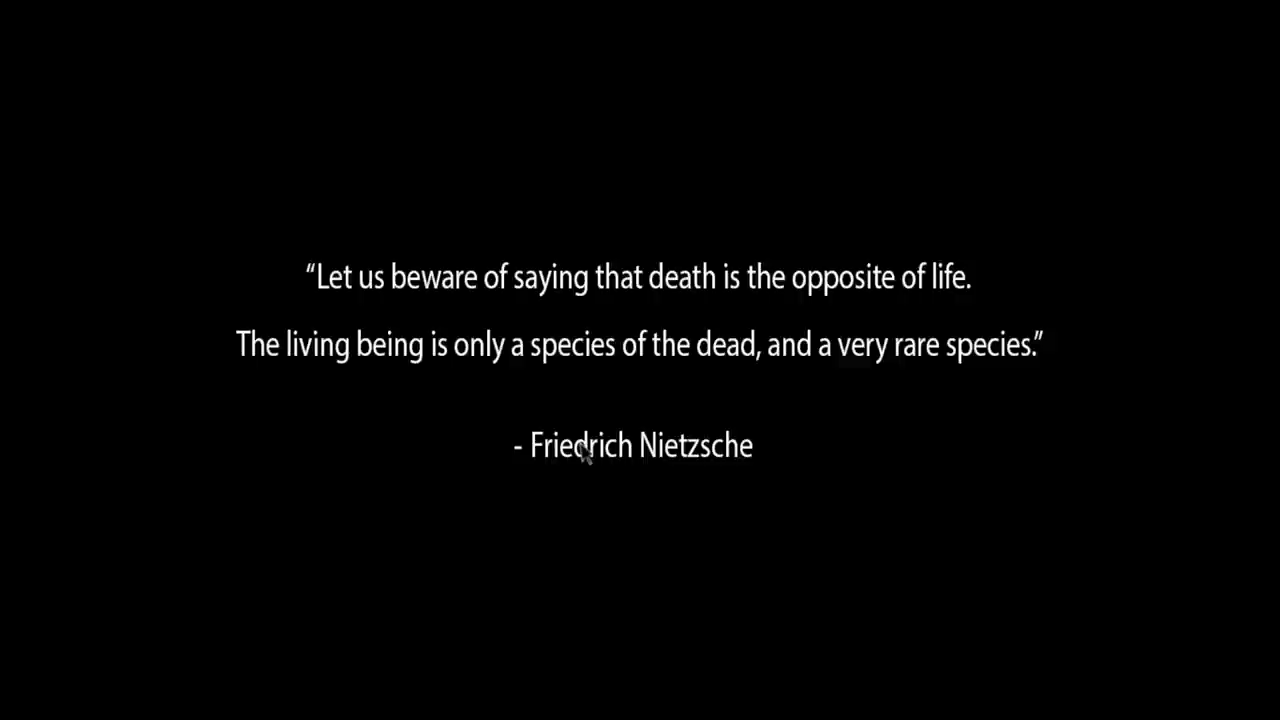 “Let us beware of saying that death is the opposite of life.
The living being is only a species of the dead, and a very rare species.”
- Friedrich Nietzsche